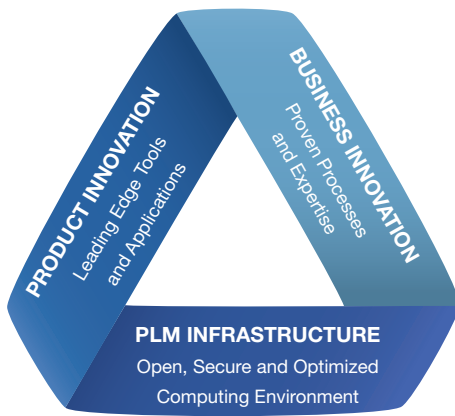 PRODUCT INNOVATION
Leading Edge Tools
and Applications
BUSINESS INNOVATION
Proven Processes
and Expertise
PLM INFRASTRUCTURE
Open, Secure and Optimized
Computing Environment